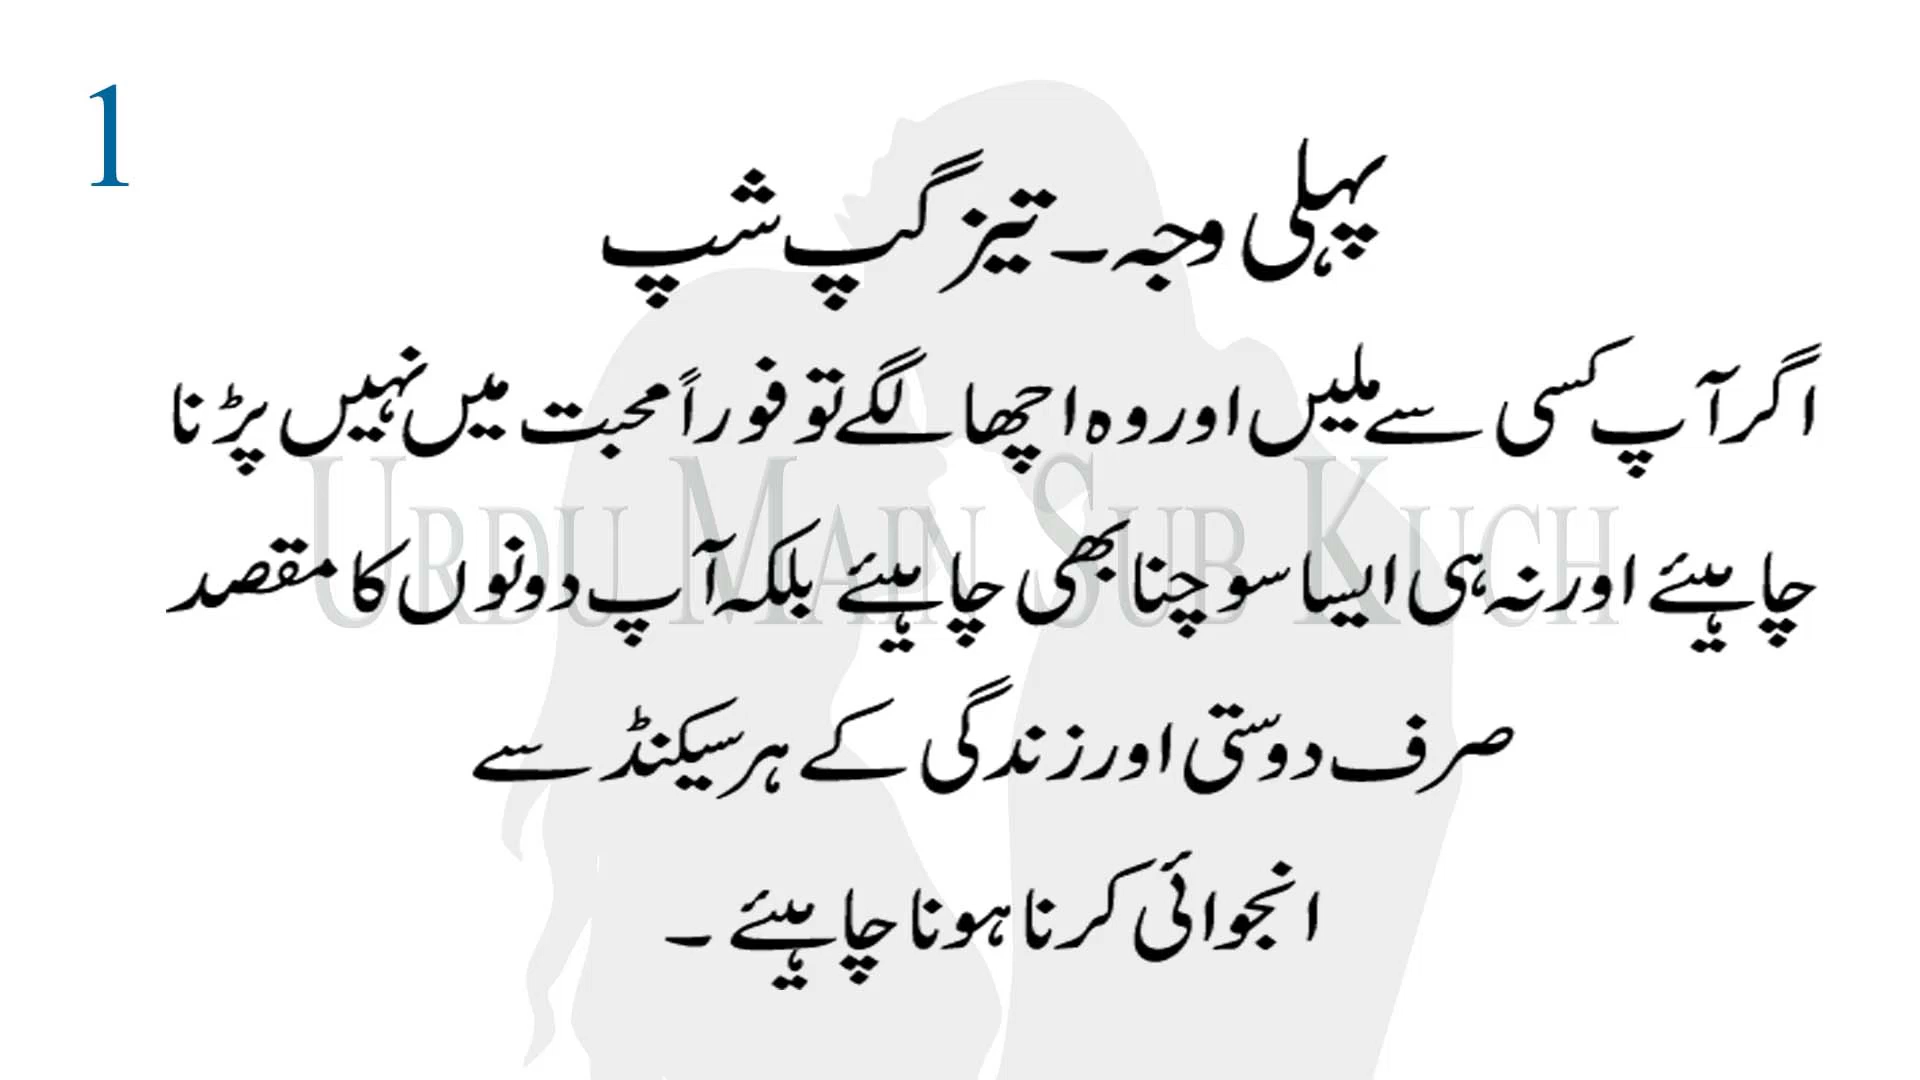 1
پہلی وجہ ۔ تیز گپ شپ
اگر آپ کسی سے ملیں اور وہ اچھا لگے تو فوراً محبت میں نہیں پڑنا
چاہیئے اور نہ ہی ایسا سوچنا بھی چاہیئے بلکہ آپ دونوں کا مقصد
URDU MAIN SUB KUCH
صرف دوستی اور زندگی کے ہر سیکنڈ سے
انجوائی کرنا ہونا چاہیئے ۔